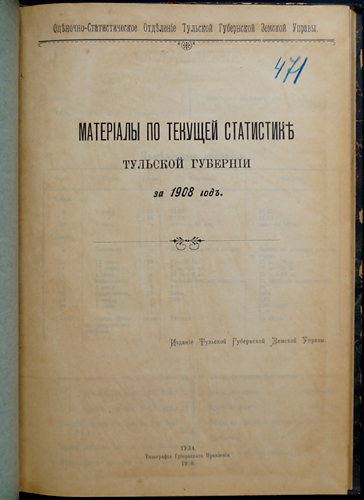 Оцѣночно-Статистическое Отдѣленіе Тульской Губернской Земской Управы.
471
МАТЕРІАЛЫ ПО ТЕКУЩЕЙ СТАТИСТИКѢ
ТУЛЬСКОЙ ГУБЕРНІИ
за 1908 годъ.
Изданіе Тульской Губернской Земской Управы.
ТУЛА.
Типографія Губернскаго Правленія.